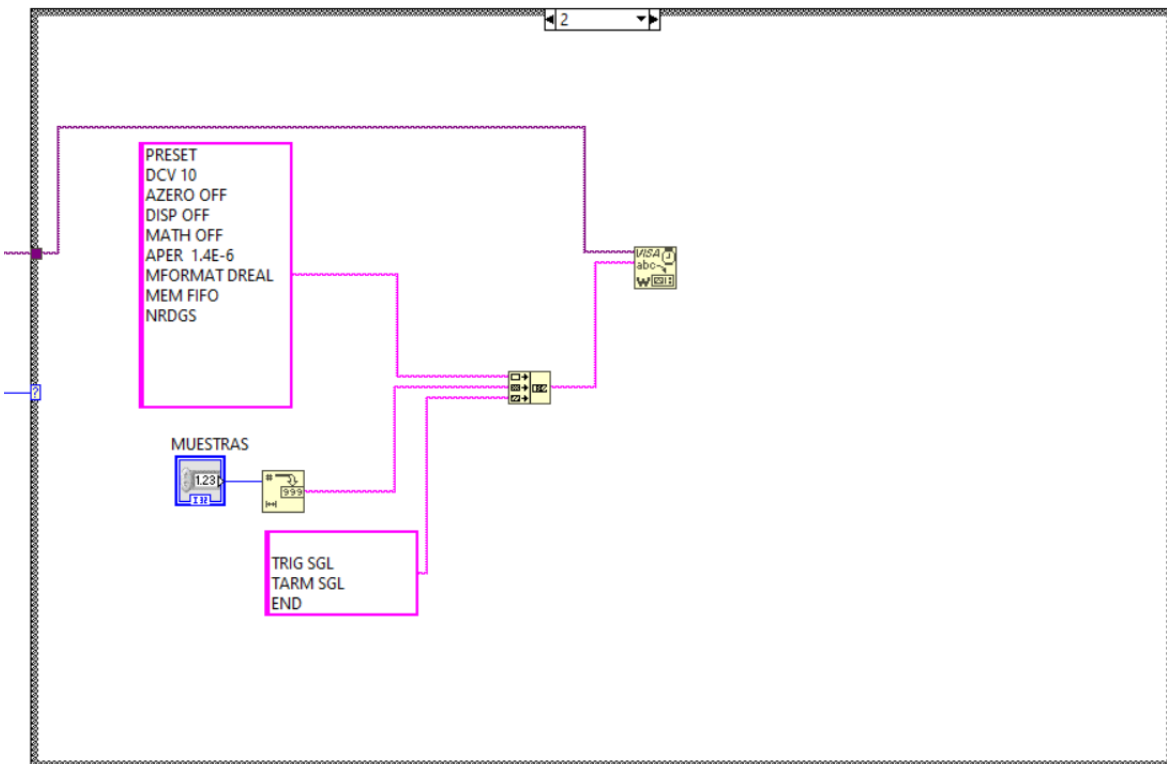 2
PRESET
DCV 10
AZERO OFF
DISP OFF
MATH OFF
APER  1.4E-6
MFORMAT DREAL
MEM FIFO
NRDGS
VISA
abc
W
?
MUESTRAS
1.23
I32
#
999
TRIG SGL
TARM SGL
END